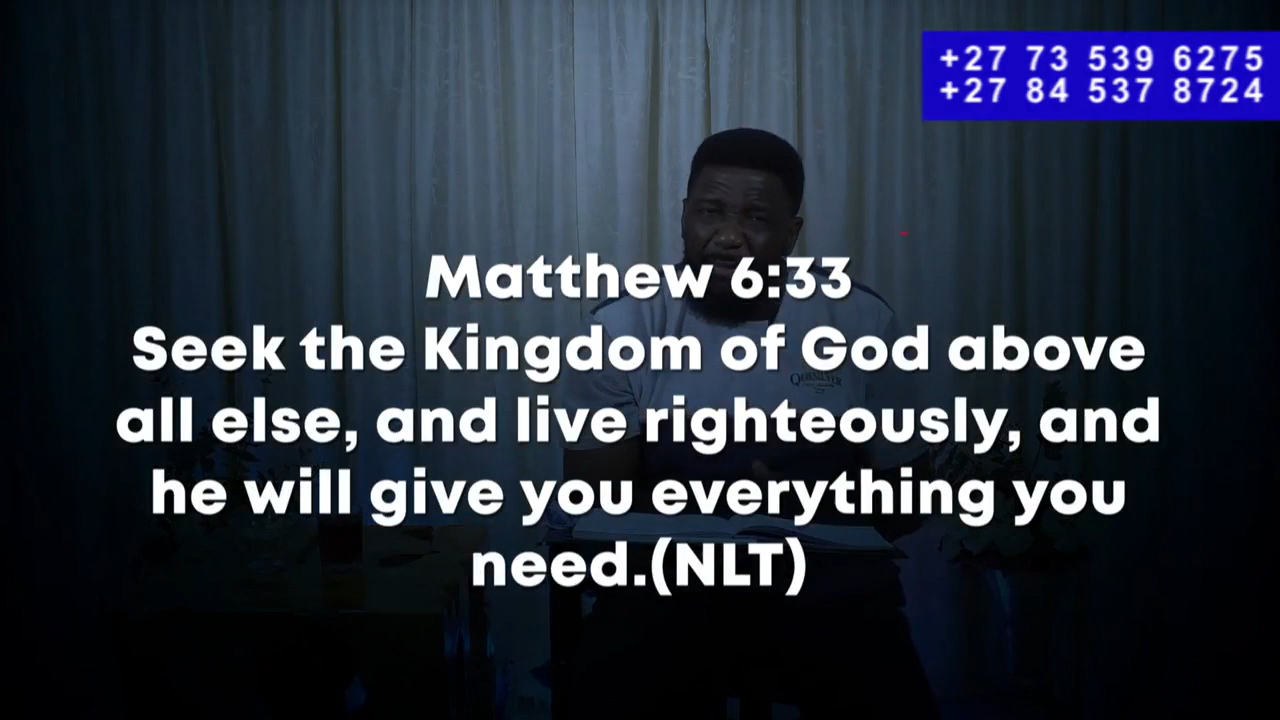 +27 73 539 6275
+27 84 537 8724
Matthew 6:33
Seek the Kingdom of God above
all else, and live righteously, and
he will give you everything you
need.(NLT)
QUIKSILVER